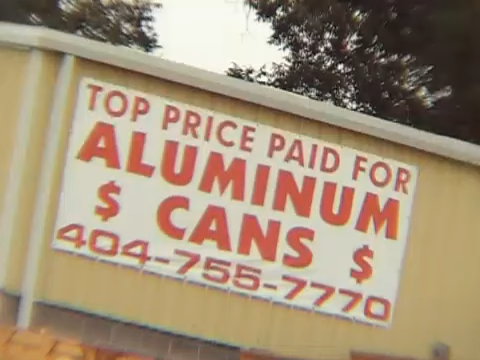 TOP PRICE PAID FOR
ALUMINUM
$ CANS $
404-755-7770